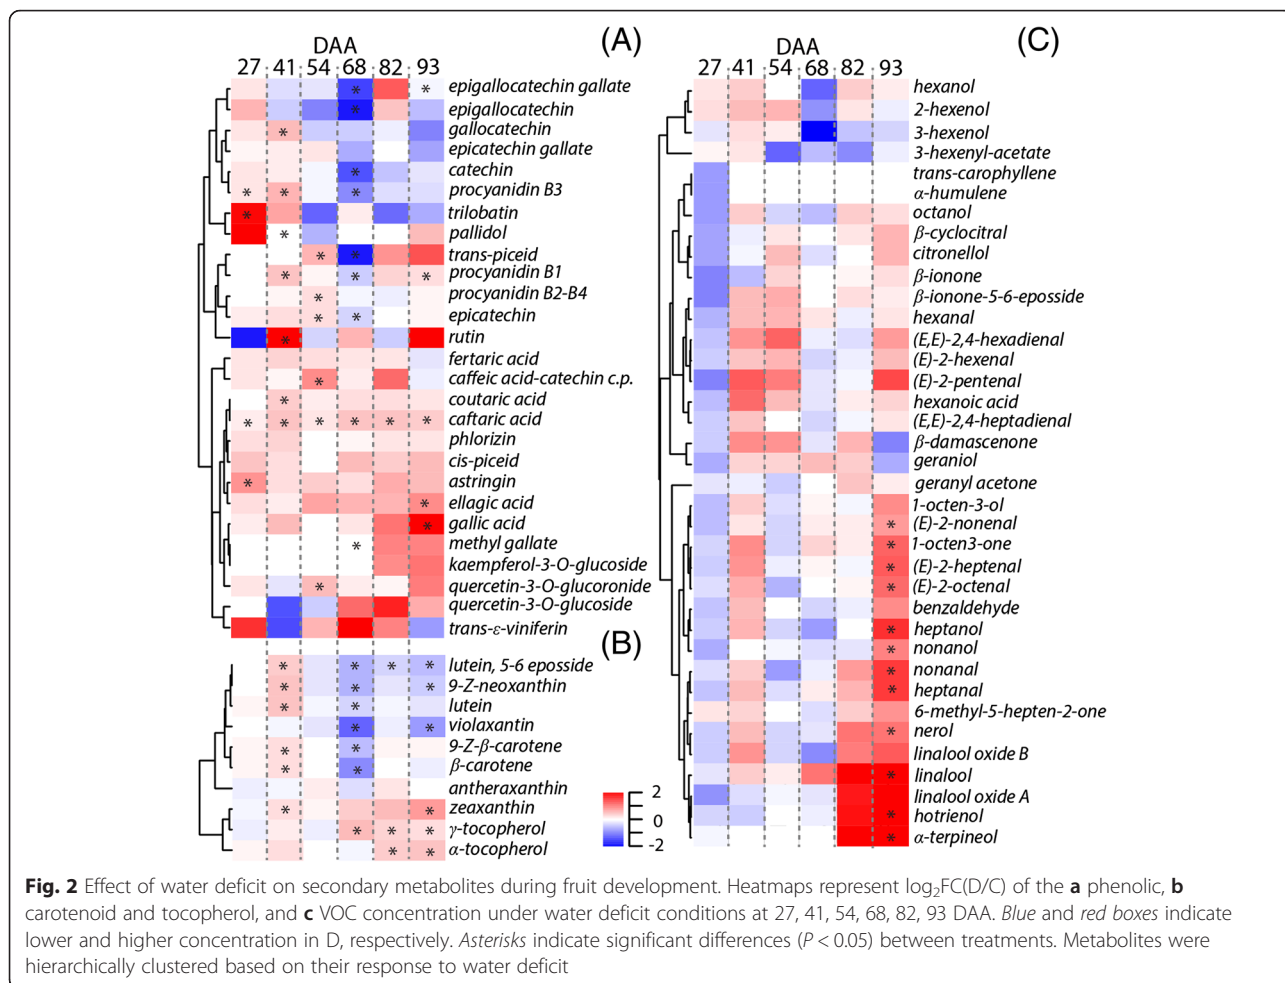 (A)
DAA
27 41 54 68 82 93
epigallocatechin gallate
epigallocatechin
gallocatechin
epicatechin gallate
catechin
procyanidin B3
trilobatin
pallidol
trans-piceid
procyanidin B1
procyanidin B2-B4
epicatechin
rutin
fertaric acid
caffeic acid-catechin c.p.
coutaric acid
caftaric acid
phlorizin
cis-piceid
astringin
ellagic acid
gallic acid
methyl gallate
kaempferol-3-O-glucoside
quercetin-3-O-glucoronide
quercetin-3-O-glucoside
trans-ε-viniferin
(B)
lutein, 5-6 eposside
9-Z-neoxanthin
lutein
violaxantin
9-Z-β-carotene
β-carotene
antheraxanthin
zeaxanthin
γ-tocopherol
α-tocopherol
2
0
-2
(C)
DAA
27 41 54 68 82 93
hexanol
2-hexenol
3-hexenol
3-hexenyl-acetate
trans-carophyllene
α-humulene
octanol
β-cyclocitral
citronellol
β-ionone
β-ionone-5-6-eposside
hexanal
(E,E)-2,4-hexadienal
(E)-2-hexenal
(E)-2-pentenal
hexanoic acid
(E,E)-2,4-heptadienal
β-damascenone
geraniol
geranyl acetone
1-octen-3-ol
(E)-2-nonenal
1-octen3-one
(E)-2-heptenal
(E)-2-octenal
benzaldehyde
heptanol
nonanol
nonanal
heptanal
6-methyl-5-hepten-2-one
nerol
linalool oxide B
linalool
linalool oxide A
hotrienol
α-terpineol
Fig. 2 Effect of water deficit on secondary metabolites during fruit development. Heatmaps represent log₂FC(D/C) of the a phenolic, b
carotenoid and tocopherol, and c VOC concentration under water deficit conditions at 27, 41, 54, 68, 82, 93 DAA. Blue and red boxes indicate
lower and higher concentration in D, respectively. Asterisks indicate significant differences (P < 0.05) between treatments. Metabolites were
hierarchically clustered based on their response to water deficit